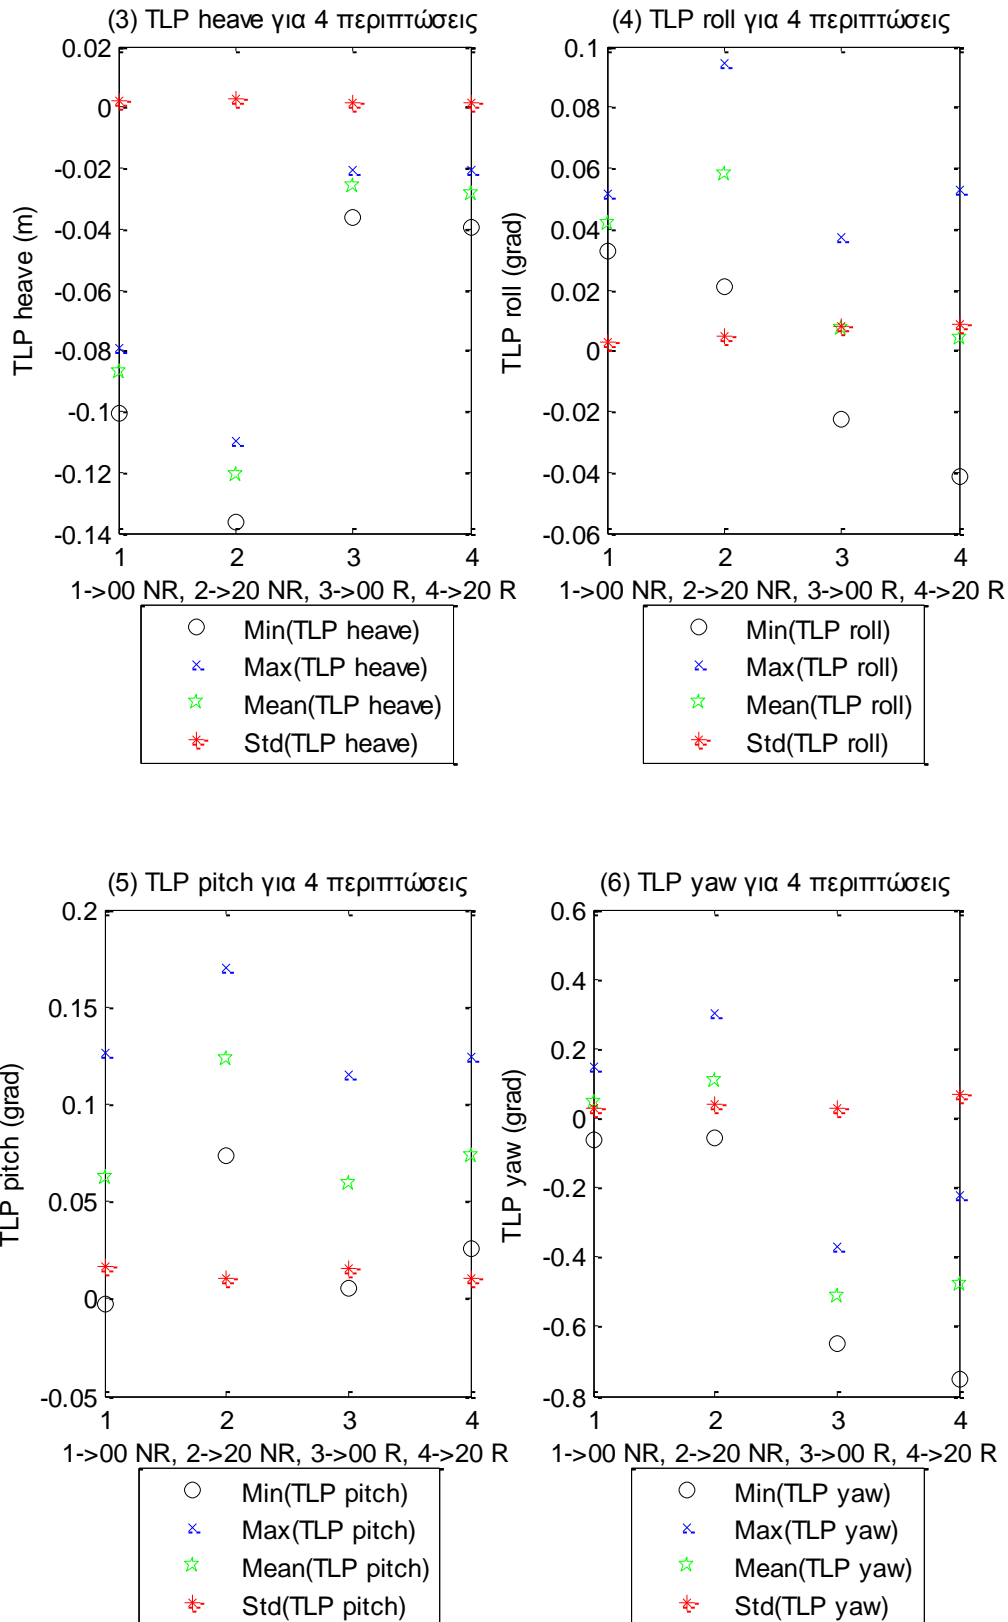 (3) TLP heave για 4 περιπτώσεις
0.02
0
-0.02
-0.04
-0.06
-0.08
-0.1
-0.12
-0.14
TLP heave (m)
1 2 3 4
1->00 NR, 2->20 NR, 3->00 R, 4->20 R
Min(TLP heave)
Max(TLP heave)
Mean(TLP heave)
Std(TLP heave)
(4) TLP roll για 4 περιπτώσεις
0.1
0.08
0.06
0.04
0.02
0
-0.02
-0.04
-0.06
TLP roll (grad)
1 2 3 4
1->00 NR, 2->20 NR, 3->00 R, 4->20 R
Min(TLP roll)
Max(TLP roll)
Mean(TLP roll)
Std(TLP roll)
(5) TLP pitch για 4 περιπτώσεις
0.2
0.15
0.1
0.05
0
-0.05
TLP pitch (grad)
1 2 3 4
1->00 NR, 2->20 NR, 3->00 R, 4->20 R
Min(TLP pitch)
Max(TLP pitch)
Mean(TLP pitch)
Std(TLP pitch)
(6) TLP yaw για 4 περιπτώσεις
0.6
0.4
0.2
0
-0.2
-0.4
-0.6
-0.8
TLP yaw (grad)
1 2 3 4
1->00 NR, 2->20 NR, 3->00 R, 4->20 R
Min(TLP yaw)
Max(TLP yaw)
Mean(TLP yaw)
Std(TLP yaw)